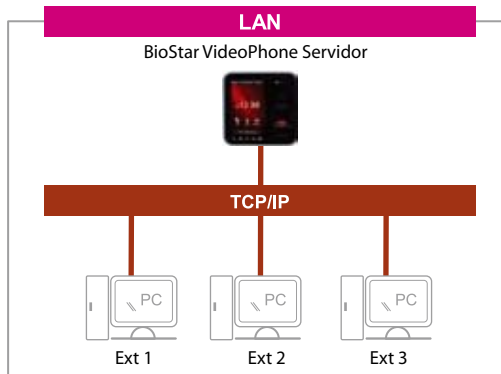 LAN
BioStar VideoPhone Servidor
TCP/IP
PC PC PC
Ext 1 Ext 2 Ext 3